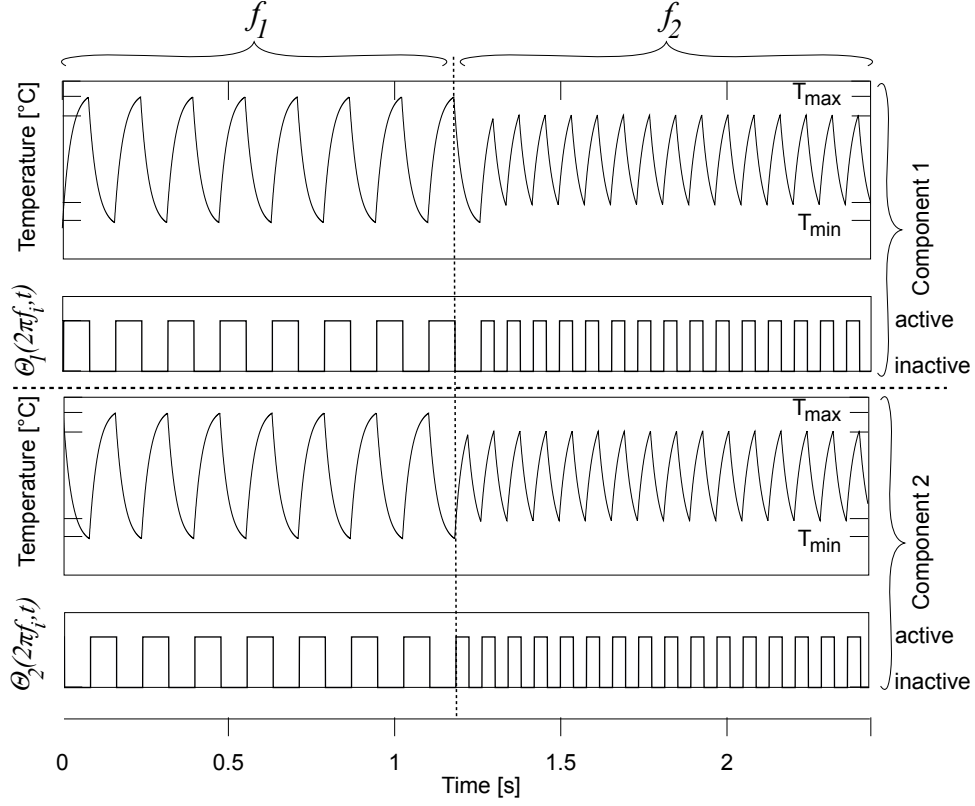 f1
f2
Temperature [°C]
Tmax
Tmin
Component 1
Θ1(2πfi,t)
active
inactive
Temperature [°C]
Tmax
Tmin
Component 2
Θ2(2πfi,t)
active
inactive
0 0.5 1 1.5 2
Time [s]